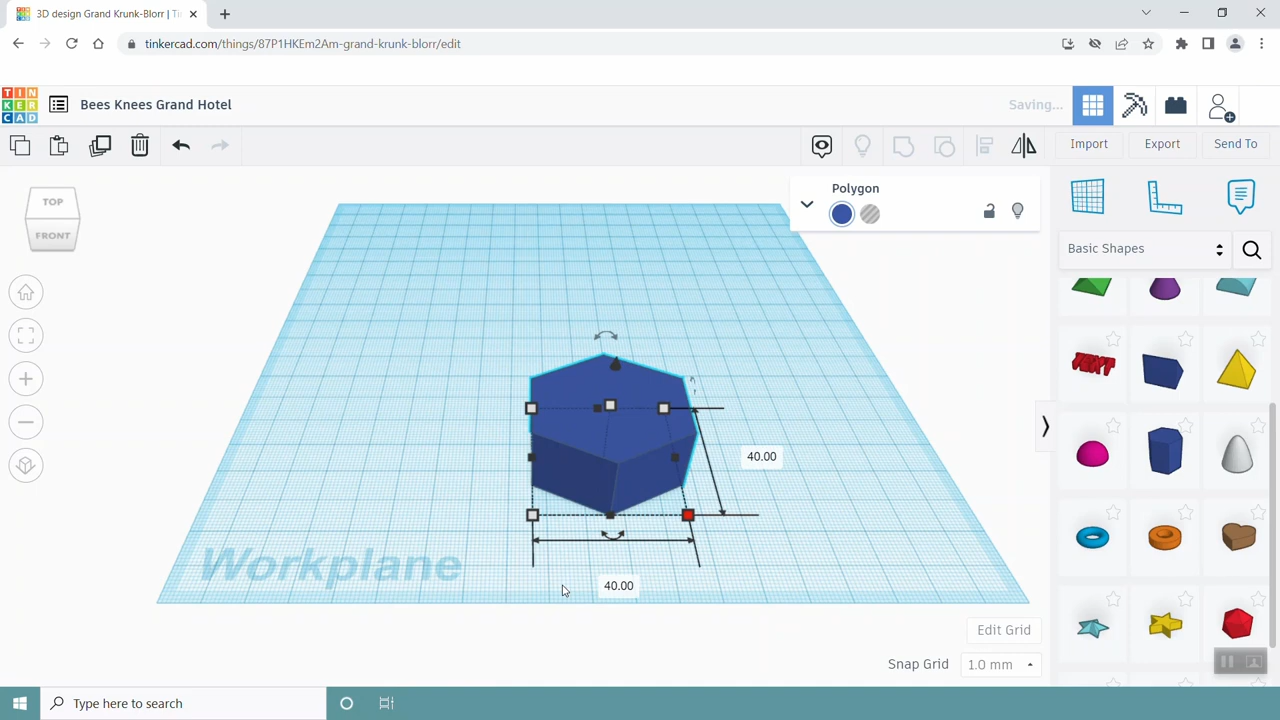 3D design Grand Krunk-Blorr | Tin
tinkercad.com/things/87P1HKEm2Am-grand-krunk-blorr/edit
TIN
KER
CAD
Bees Knees Grand Hotel
Saving...
Import
Export
Send To
TOP
FRONT
Polygon
Basic Shapes
TEXT
40.00
40.00
Workplane
Edit Grid
Snap Grid
1.0 mm
Type here to search